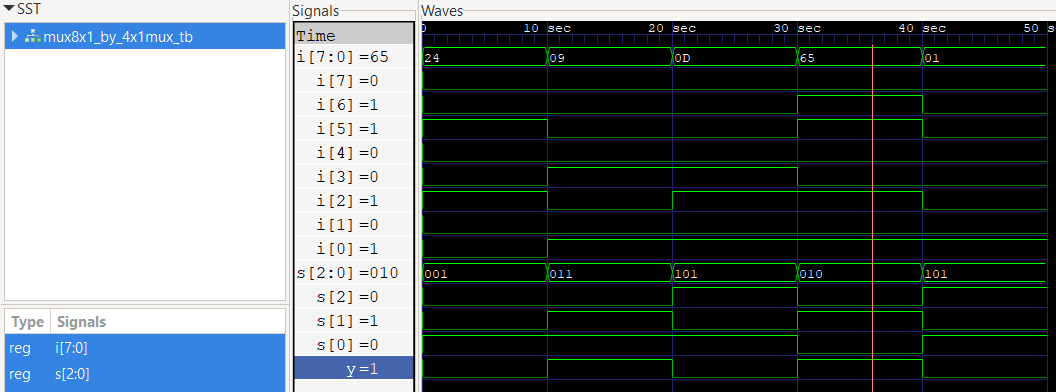 SST
mux8x1_by_4x1mux_tb
Type Signals
reg i[7:0]
reg s[2:0]
Signals
Time
i[7:0]=65
i[7]=0
i[6]=1
i[5]=1
i[4]=0
i[3]=0
i[2]=1
i[1]=0
i[0]=1
s[2:0]=010
s[2]=0
s[1]=1
s[0]=0
y=1
Waves
0 10 sec 20 sec 30 sec 40 sec 50 s
24 09 0D 65 01
001 011 101 010 101